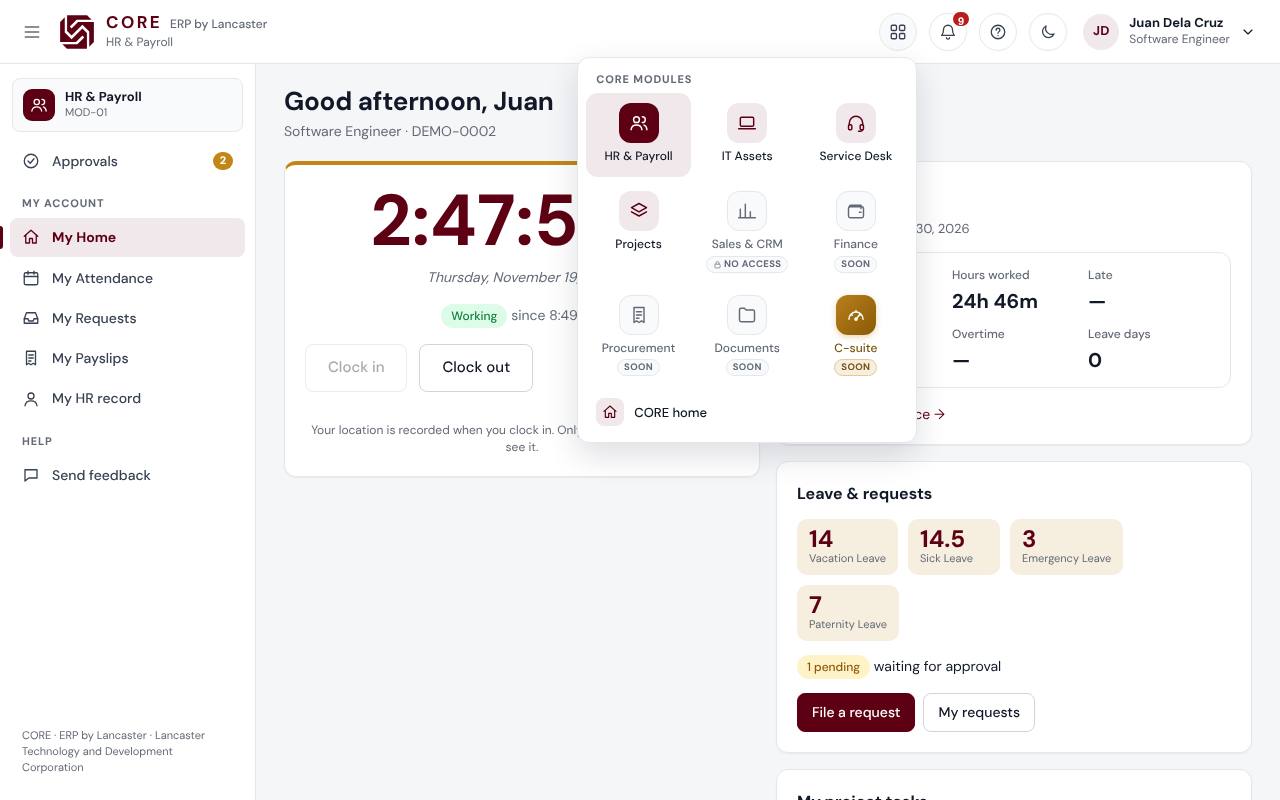 CORE ERP by Lancaster
HR & Payroll
9
JD
Juan Dela Cruz
Software Engineer
HR & Payroll
MOD-01
Approvals 2
MY ACCOUNT
My Home
My Attendance
My Requests
My Payslips
My HR record
HELP
Send feedback
CORE · ERP by Lancaster · Lancaster
Technology and Development
Corporation
Good afternoon, Juan
Software Engineer · DEMO-0002
2:47:5
Thursday, November 19,
Working since 8:49
Clock in Clock out
Your location is recorded when you clock in. Only
see it.
CORE MODULES
HR & Payroll IT Assets Service Desk
Projects Sales & CRM Finance
NO ACCESS SOON
Procurement Documents C-suite
SOON SOON SOON
CORE home
30, 2026
Hours worked Late
24h 46m —
Overtime Leave days
— 0
→
Leave & requests
14 14.5 3
Vacation Leave Sick Leave Emergency Leave
7
Paternity Leave
1 pending waiting for approval
File a request My requests
My project tasks